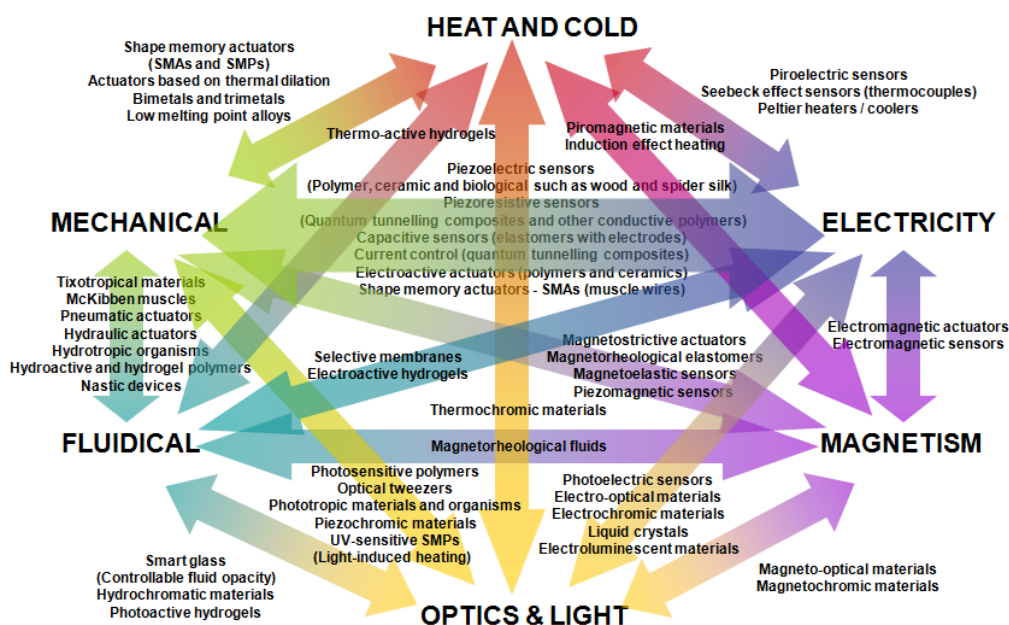 HEAT AND COLD
Shape memory actuators
(SMAs and SMPs)
Actuators based on thermal dilation
Bimetals and trimetals
Low melting point alloys
Piroelectric sensors
Seebeck effect sensors (thermocouples)
Peltier heaters / coolers
Thermo-active hydrogels
Piromagnetic materials
Induction effect heating
Piezoelectric sensors
(Polymer, ceramic and biological such as wood and spider silk)
Piezoresistive sensors
(Quantum tunnelling composites and other conductive polymers)
Capacitive sensors (elastomers with electrodes)
Current control (quantum tunnelling composites)
Electroactive actuators (polymers and ceramics)
Shape memory actuators - SMAs (muscle wires)
MECHANICAL
ELECTRICITY
Tixotropical materials
McKibben muscles
Pneumatic actuators
Hydraulic actuators
Hydrotropic organisms
Hydroactive and hydrogel polymers
Nastic devices
Electromagnetic actuators
Electromagnetic sensors
Selective membranes
Electroactive hydrogels
Magnetostrictive actuators
Magnetorheological elastomers
Magnetoelastic sensors
Piezomagnetic sensors
Thermochromic materials
FLUIDICAL
Magnetorheological fluids
MAGNETISM
Photosensitive polymers
Optical tweezers
Phototropic materials and organisms
Piezochromic materials
UV-sensitive SMPs
(Light-induced heating)
Photoelectric sensors
Electro-optical materials
Electrochromic materials
Liquid crystals
Electroluminescent materials
Smart glass
(Controllable fluid opacity)
Hydrochromatic materials
Photoactive hydrogels
Magneto-optical materials
Magnetochromic materials
OPTICS & LIGHT